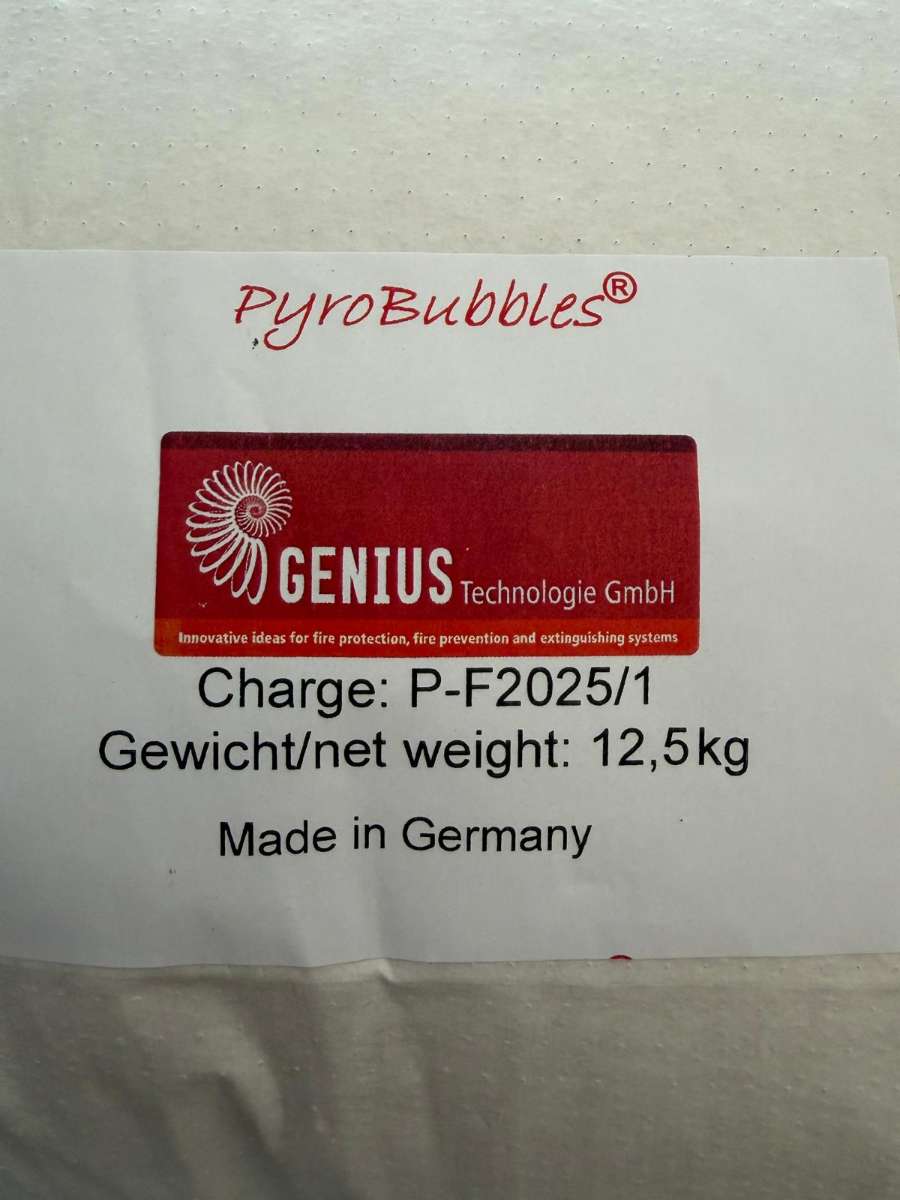 PyroBubbles®
GENIUS Technologie GmbH
Innovative ideas for fire protection, fire prevention and extinguishing systems
Charge: P-F2025/1
Gewicht/net weight: 12,5kg
Made in Germany